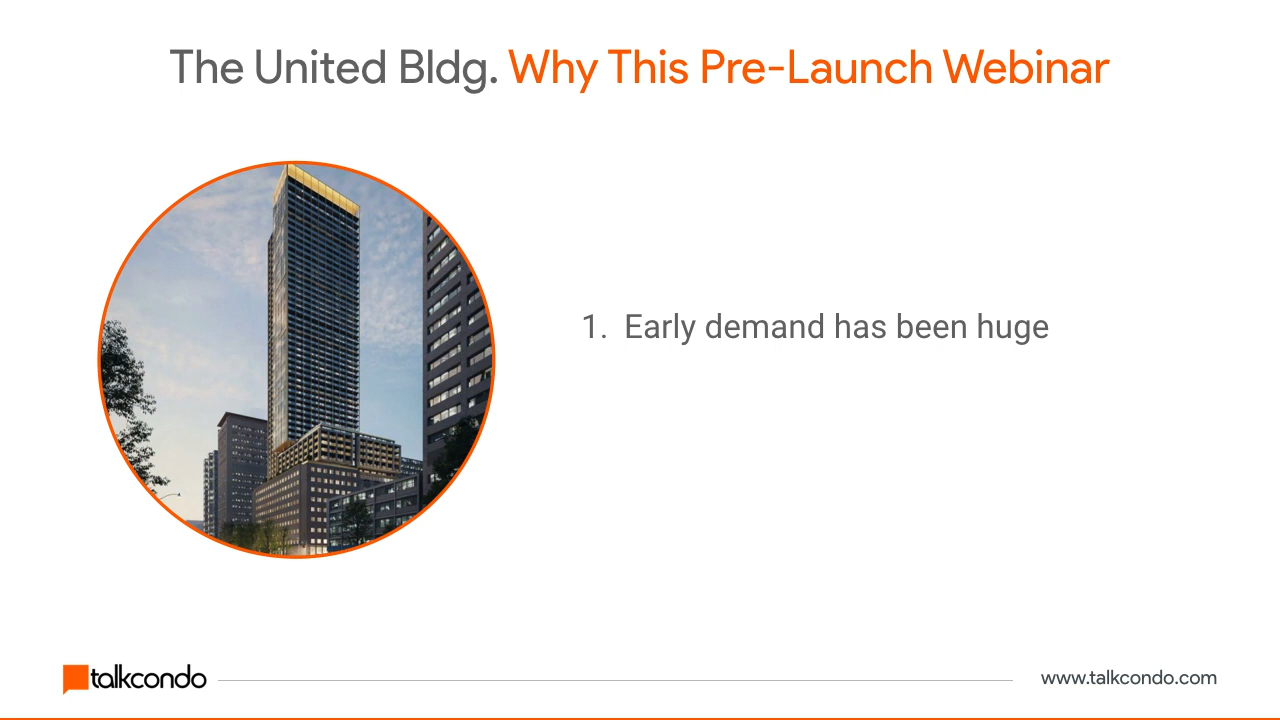 The United Bldg. Why This Pre-Launch Webinar
1. Early demand has been huge
talkcondo
www.talkcondo.com